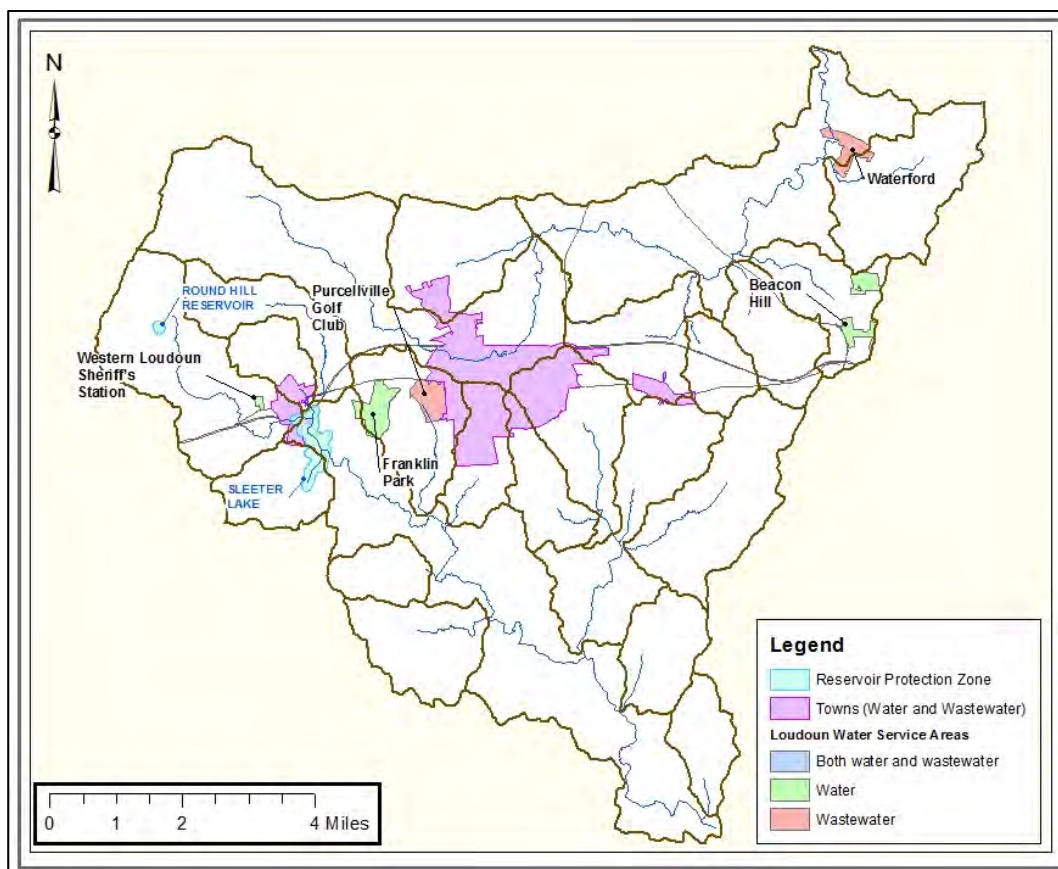 N
Waterford
ROUND HILL
RESERVOIR
Purcellville
Golf
Club
Beacon
Hill
Western Loudoun
Sheriff's
Station
Franklin
Park
SLEETER
LAKE
Legend
Reservoir Protection Zone
Towns (Water and Wastewater)
Loudoun Water Service Areas
Both water and wastewater
Water
Wastewater
0 1 2 4 Miles